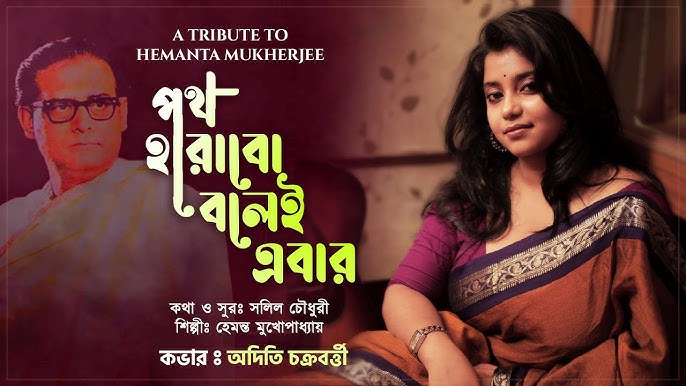 A TRIBUTE TO
HEMANTA MUKHERJEE
পথ
হারাবো
বলেই
এবার
কথা ও সুরঃ সলিল চৌধুরী
শিল্পীঃ হেমন্ত মুখোপাধ্যায়
কভার ঃ অদিতি চক্রবর্ত্তী